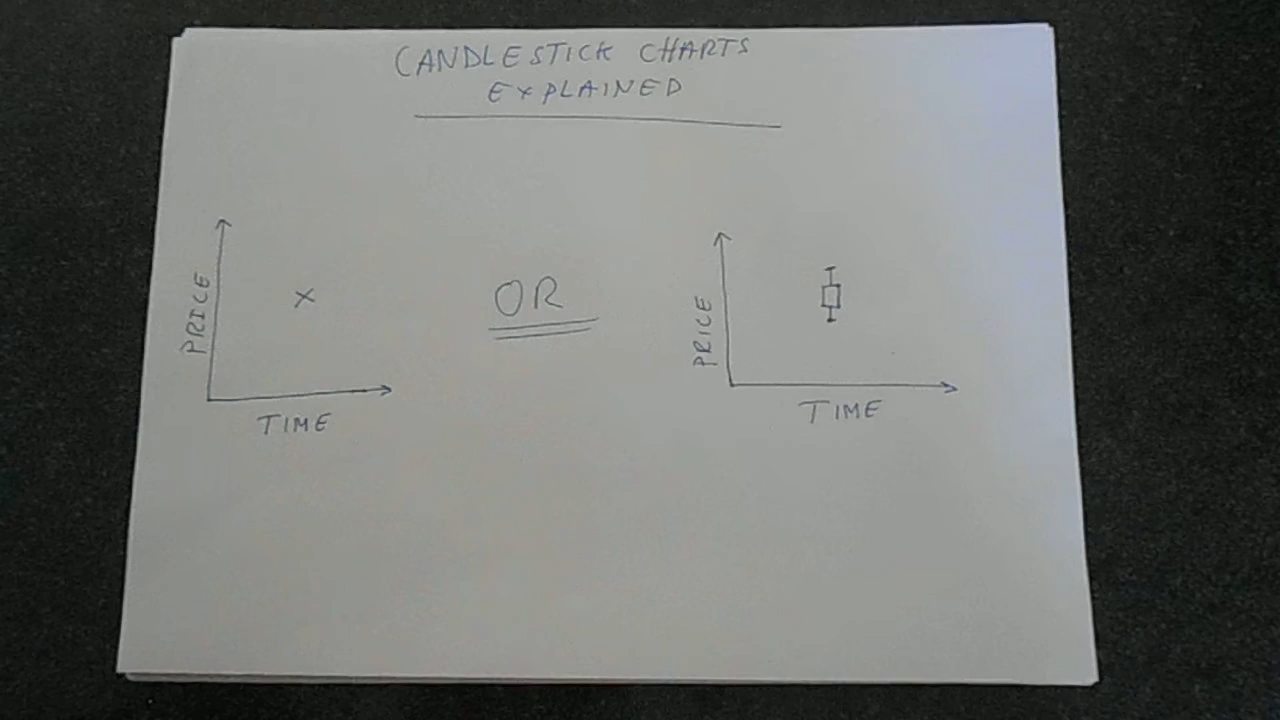 CANDLESTICK CHARTS
EXPLAINED
PRICE
X
TIME
OR
PRICE
TIME